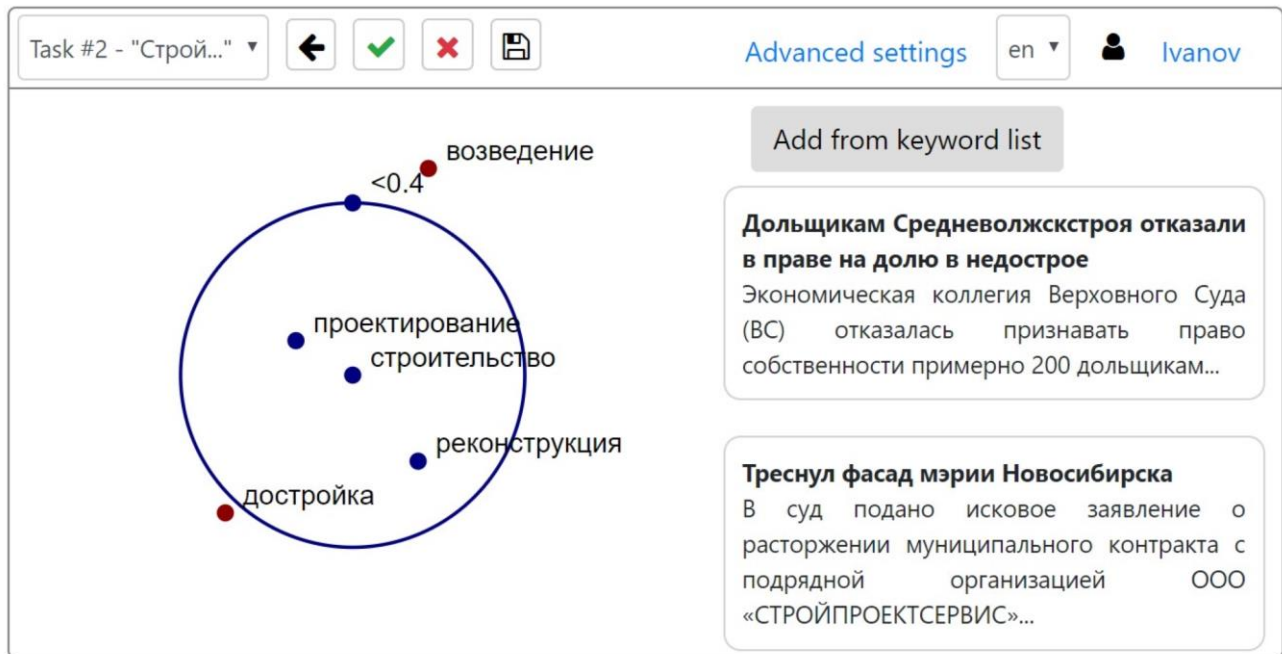 Task #2 - "Строй..."
Advanced settings
en
Ivanov
возведение
<0.4
проектирование
строительство
реконструкция
достройка
Add from keyword list
Дольщикам Средневолжскстроя отказали
в праве на долю в недострое
Экономическая коллегия Верховного Суда
(ВС) отказалась признавать право
собственности примерно 200 дольщикам...
Треснул фасад мэрии Новосибирска
В суд подано исковое заявление о
расторжении муниципального контракта с
подрядной организацией ООО
«СТРОЙПРОЕКТСЕРВИС»...